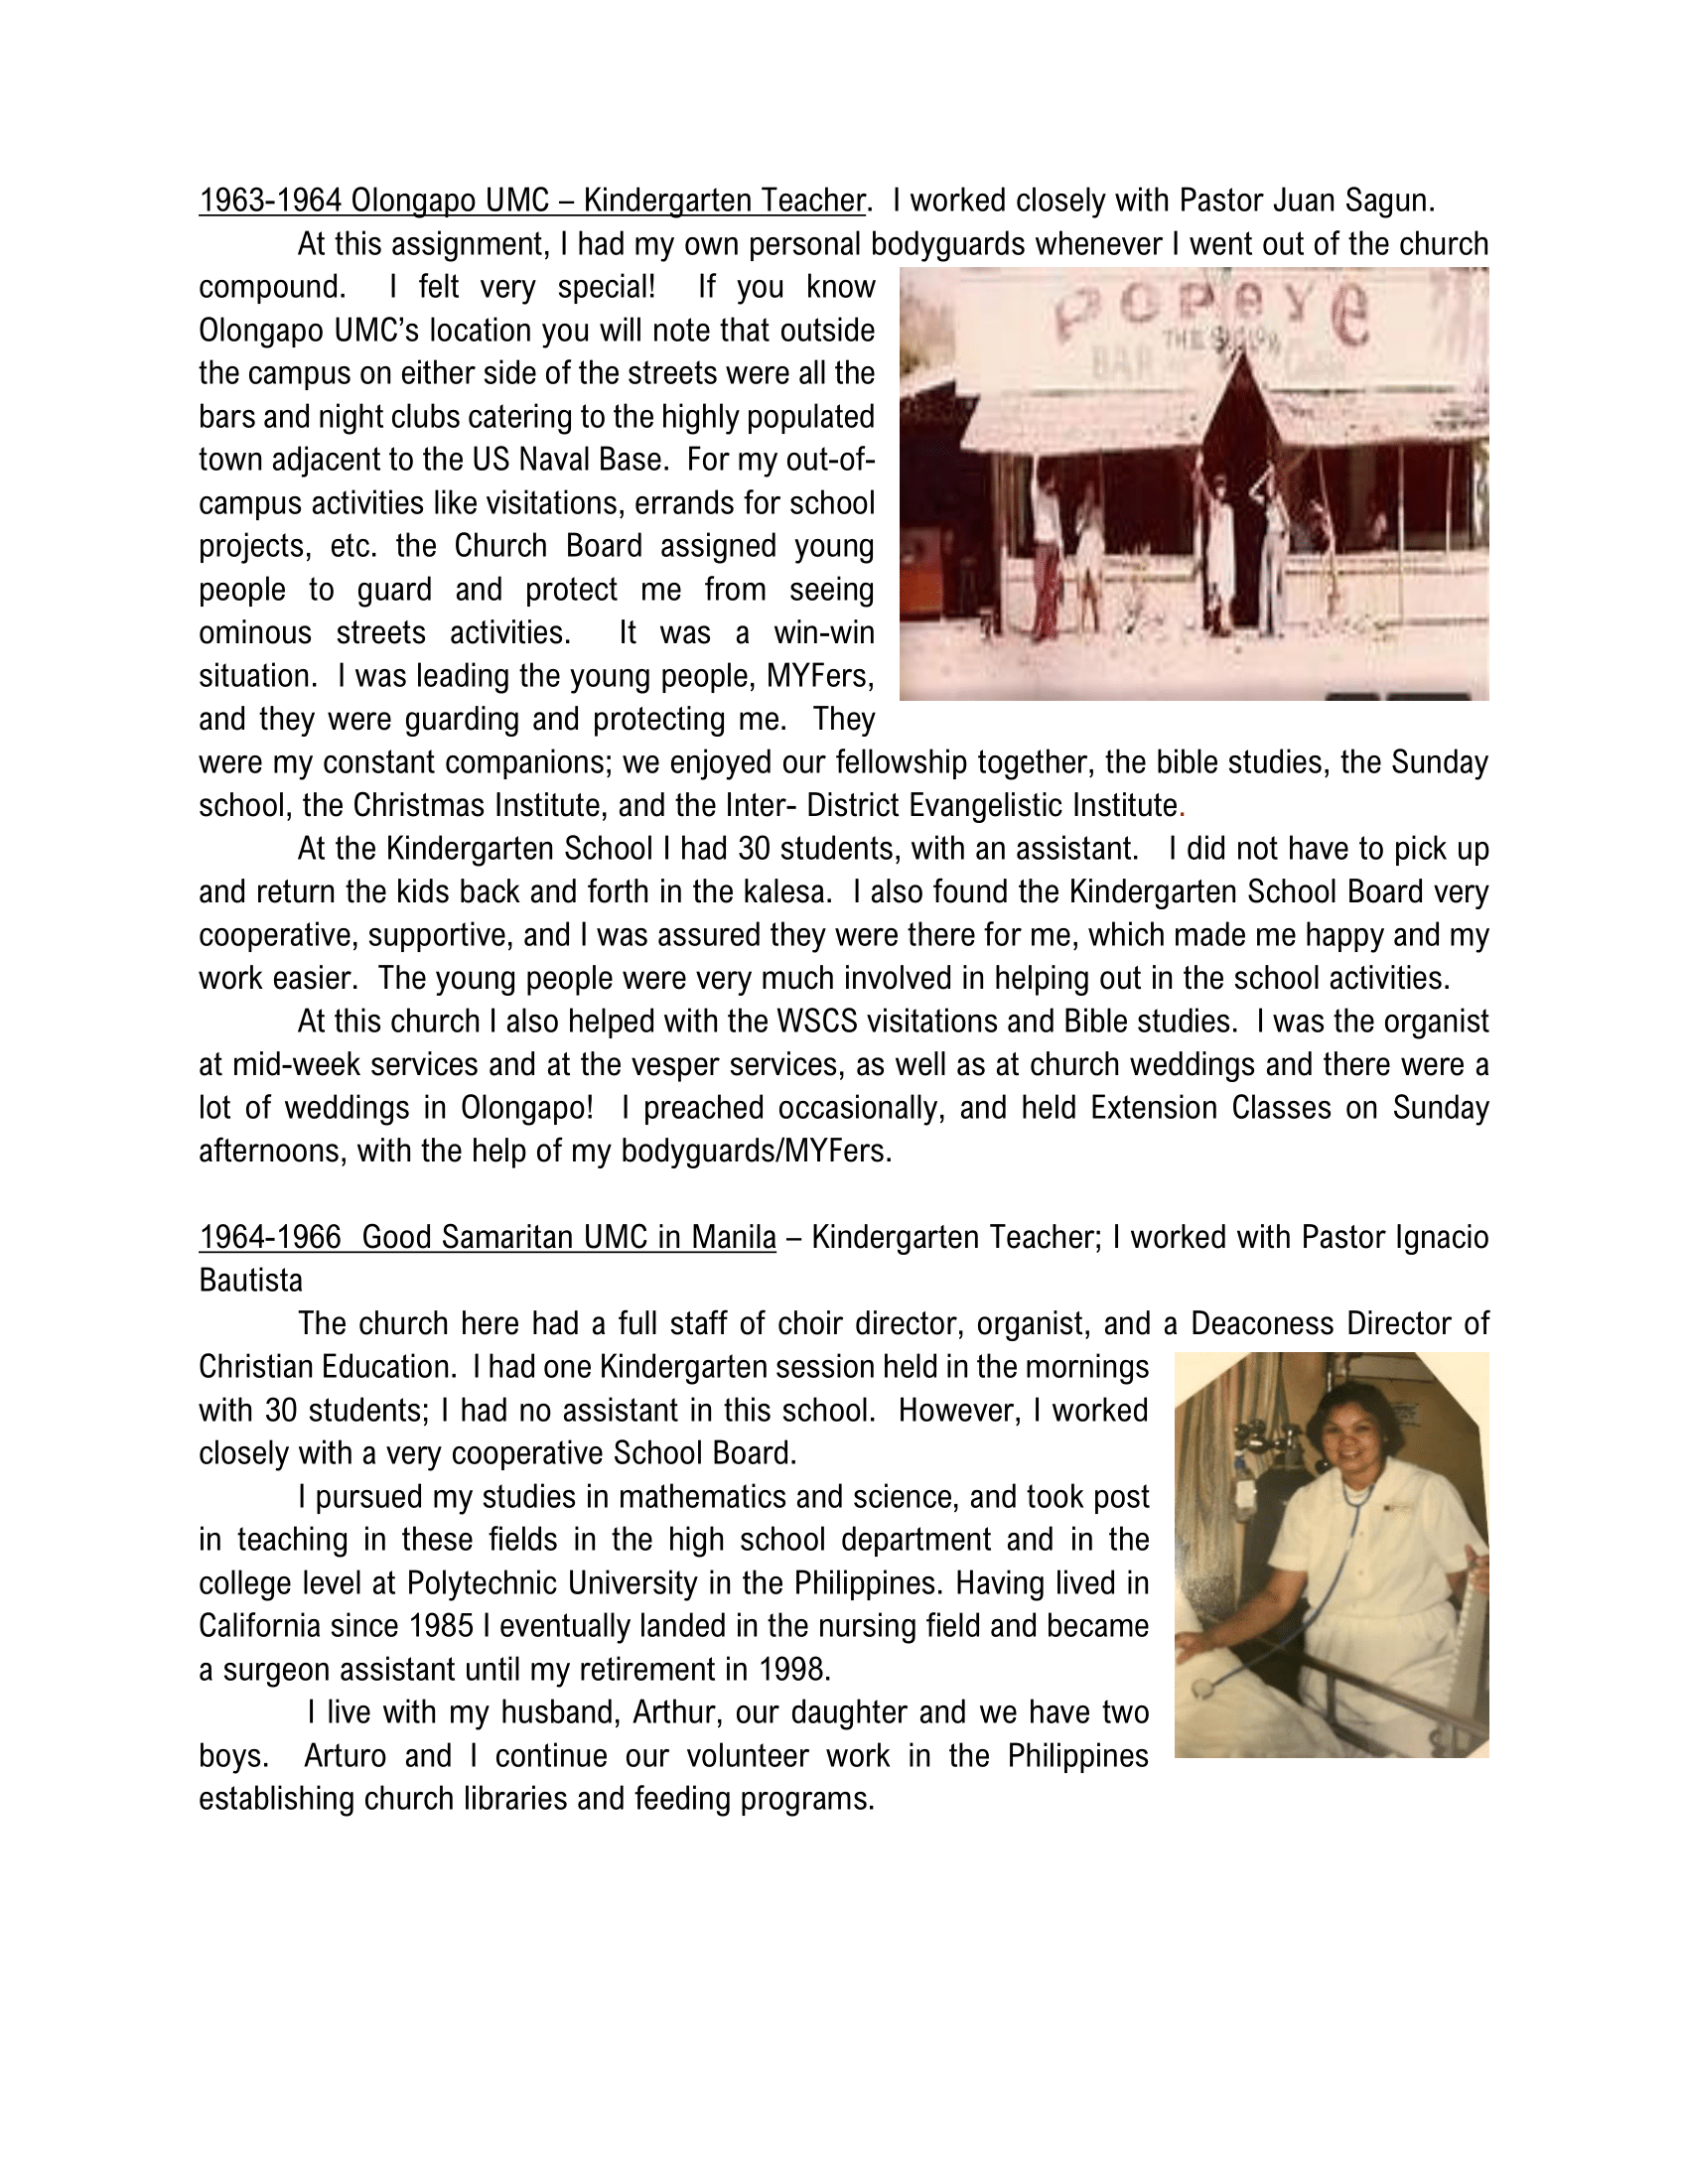 1963-1964 Olongapo UMC – Kindergarten Teacher.  I worked closely with Pastor Juan Sagun.
At this assignment, I had my own personal bodyguards whenever I went out of the church
compound.  I felt very special!  If you know
Olongapo UMC’s location you will note that outside
the campus on either side of the streets were all the
bars and night clubs catering to the highly populated
town adjacent to the US Naval Base.  For my out-of-
campus activities like visitations, errands for school
projects, etc. the Church Board assigned young
people to guard and protect me from seeing
ominous streets activities.  It was a win-win
situation.  I was leading the young people, MYFers,
and they were guarding and protecting me.  They
were my constant companions; we enjoyed our fellowship together, the bible studies, the Sunday
school, the Christmas Institute, and the Inter- District Evangelistic Institute.
POPEYE
THE
BAR
At the Kindergarten School I had 30 students, with an assistant.  I did not have to pick up
and return the kids back and forth in the kalesa.  I also found the Kindergarten School Board very
cooperative, supportive, and I was assured they were there for me, which made me happy and my
work easier.  The young people were very much involved in helping out in the school activities.
At this church I also helped with the WSCS visitations and Bible studies.  I was the organist
at mid-week services and at the vesper services, as well as at church weddings and there were a
lot of weddings in Olongapo!  I preached occasionally, and held Extension Classes on Sunday
afternoons, with the help of my bodyguards/MYFers.
1964-1966  Good Samaritan UMC in Manila – Kindergarten Teacher; I worked with Pastor Ignacio
Bautista
The church here had a full staff of choir director, organist, and a Deaconess Director of
Christian Education.  I had one Kindergarten session held in the mornings
with 30 students; I had no assistant in this school.  However, I worked
closely with a very cooperative School Board.
I pursued my studies in mathematics and science, and took post
in teaching in these fields in the high school department and in the
college level at Polytechnic University in the Philippines. Having lived in
California since 1985 I eventually landed in the nursing field and became
a surgeon assistant until my retirement in 1998.
I live with my husband, Arthur, our daughter and we have two
boys.  Arturo and I continue our volunteer work in the Philippines
establishing church libraries and feeding programs.